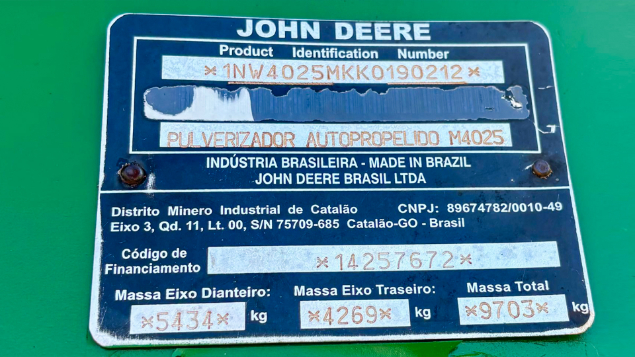 JOHN DEERE
Product Identification Number
*1NW4025MKK0190212*
PULVERIZADOR AUTOPROPELIDO M4025
INDÚSTRIA BRASILEIRA - MADE IN BRAZIL
JOHN DEERE BRASIL LTDA
Distrito Minero Industrial de Catalão CNPJ: 89674782/0010-49
Eixo 3, Qd. 11, Lt. 00, S/N 75709-685 Catalão-GO - Brasil
Código de
Financiamento *14257672*
Massa Eixo Dianteiro: Massa Eixo Traseiro: Massa Total
*5434* kg *4269* kg *9703* kg